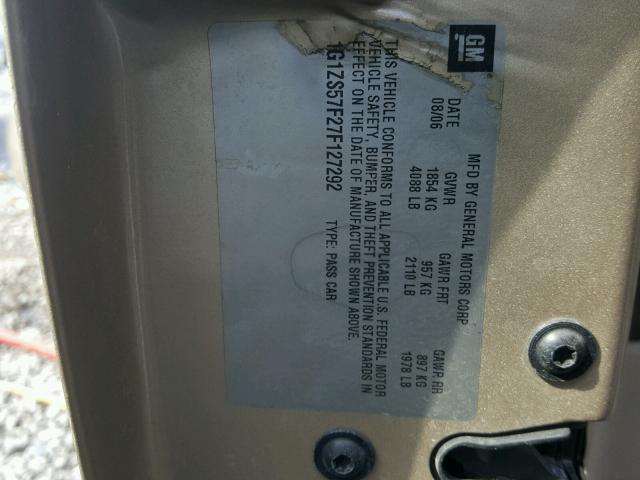 GM
MFD BY GENERAL MOTORS CORP
DATE GVWR GAWR FRT GAWR RR
08/06 1854 KG 957 KG 897 KG
4088 LB 2110 LB 1978 LB
THIS VEHICLE CONFORMS TO ALL APPLICABLE U.S. FEDERAL MOTOR
VEHICLE SAFETY, BUMPER, AND THEFT PREVENTION STANDARDS IN
EFFECT ON THE DATE OF MANUFACTURE SHOWN ABOVE.
1G1ZS57F27F127292 TYPE: PASS CAR